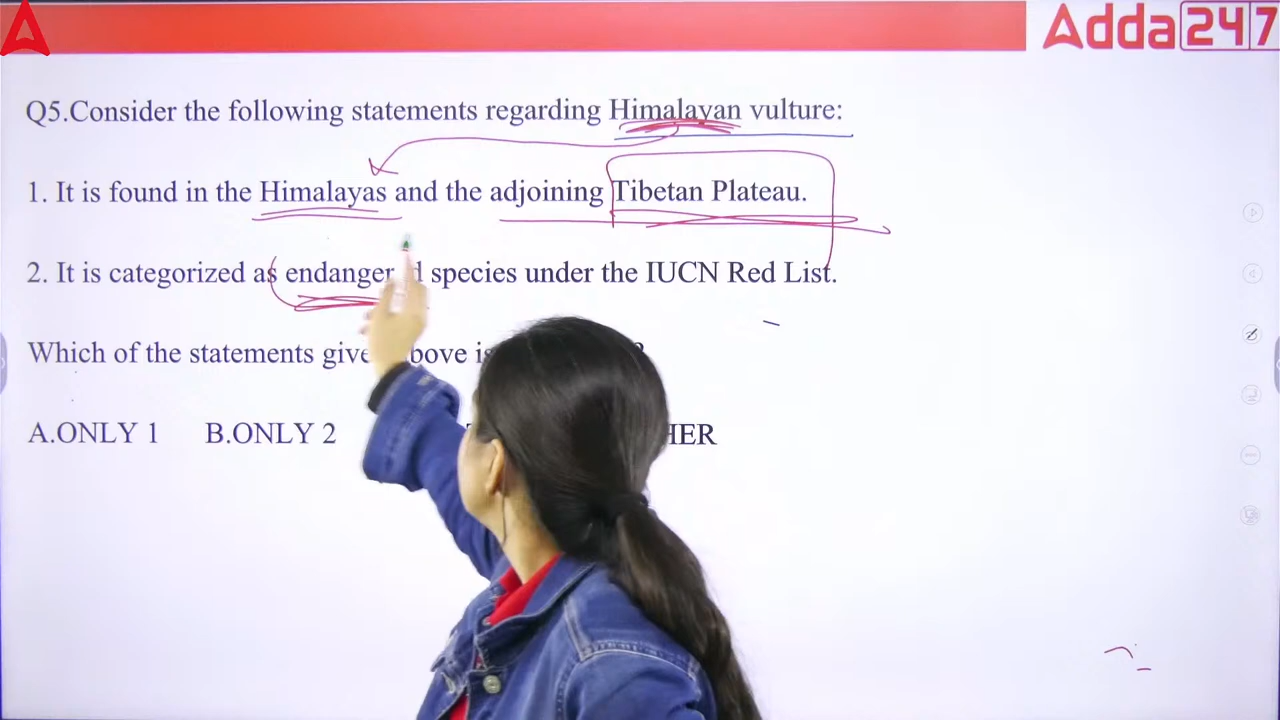 Adda247
Q5.Consider the following statements regarding Himalayan vulture:
1. It is found in the Himalayas and the adjoining Tibetan Plateau.
2. It is categorized as endanger d species under the IUCN Red List.
Which of the statements give bove is ?
A.ONLY 1 B.ONLY 2 HER